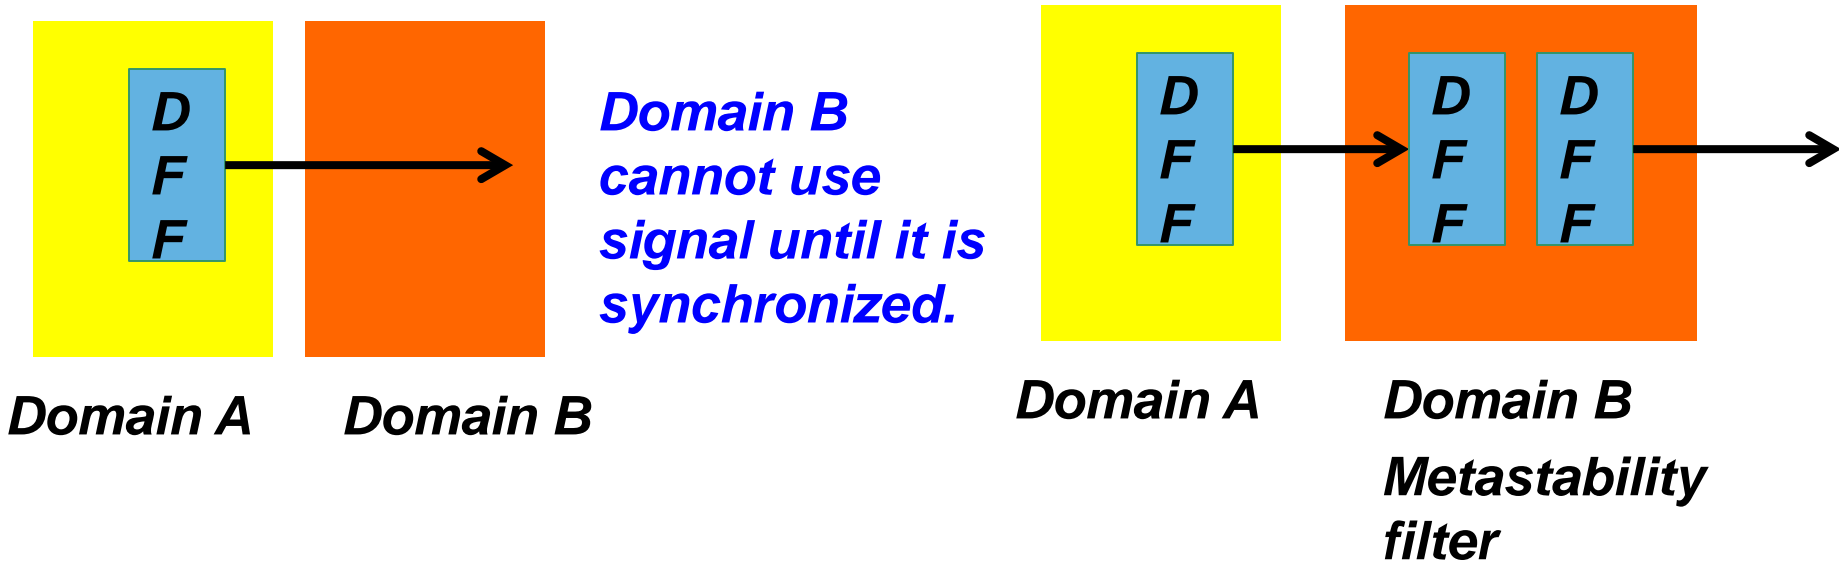 D
F
F
Domain A
Domain B
Domain B
cannot use
signal until it is
synchronized.
D
F
F
D
F
F
D
F
F
Domain A
Domain B
Metastability
filter